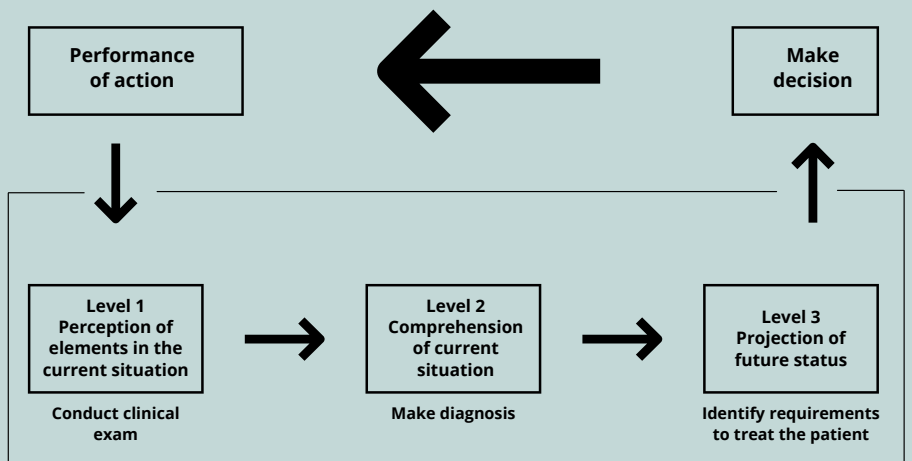 Performance
of action
Make
decision
Level 1
Perception of
elements in the
current situation
Level 2
Comprehension
of current
situation
Level 3
Projection of
future status
Conduct clinical
exam
Make diagnosis
Identify requirements
to treat the patient